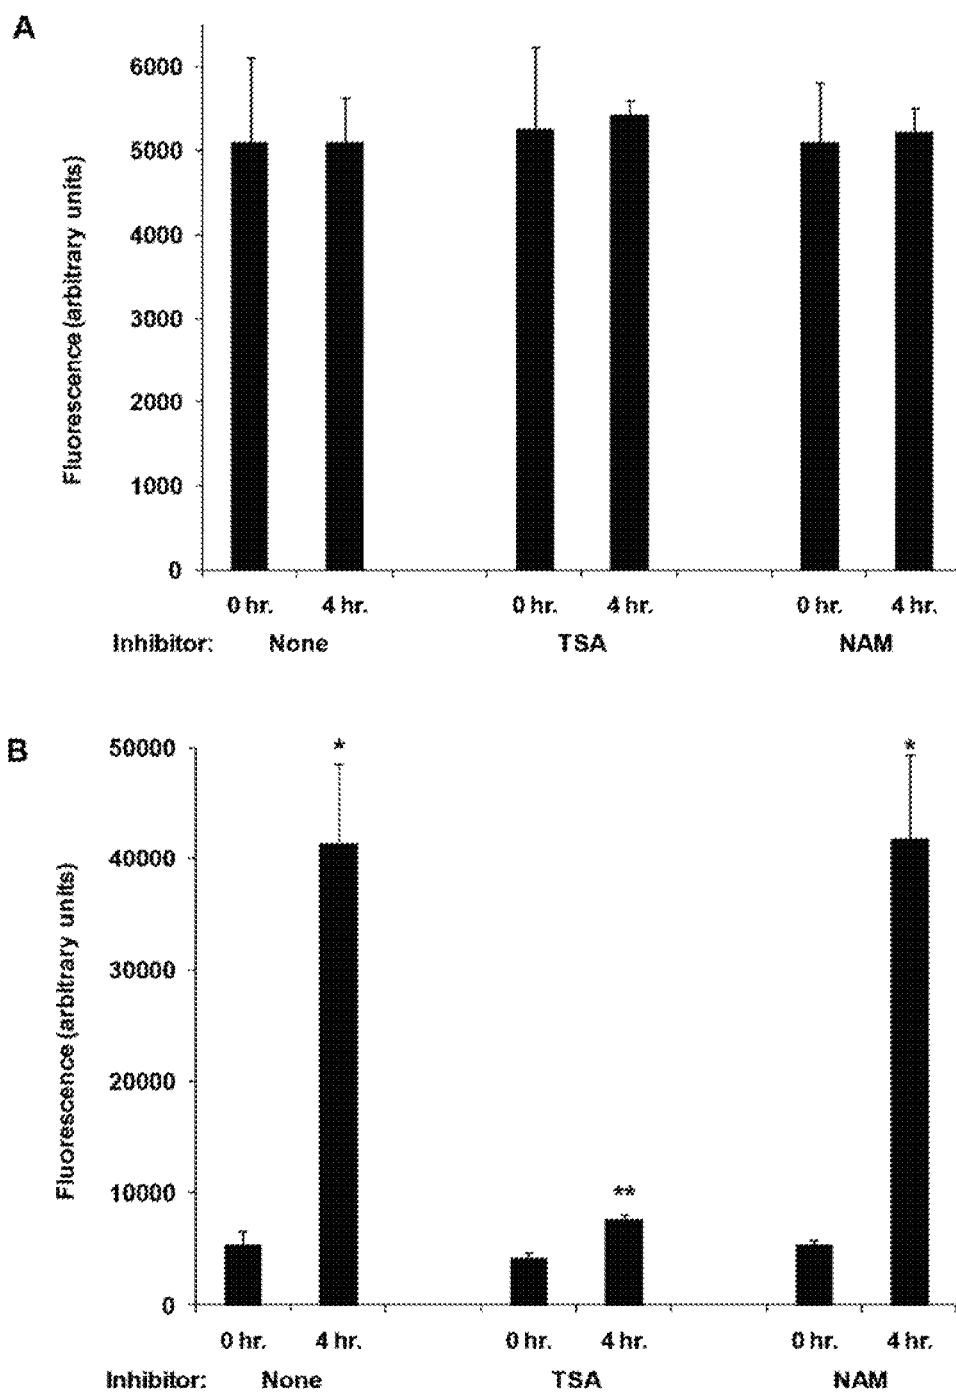 A
Fluorescence (arbitrary units)
6000
5000
4000
3000
2000
1000
0
0 hr. 4 hr. 0 hr. 4 hr. 0 hr. 4 hr.
Inhibitor: None TSA NAM
B
Fluorescence (arbitrary units)
50000
40000
30000
20000
10000
0
* ** *
0 hr. 4 hr. 0 hr. 4 hr. 0 hr. 4 hr.
Inhibitor: None TSA NAM